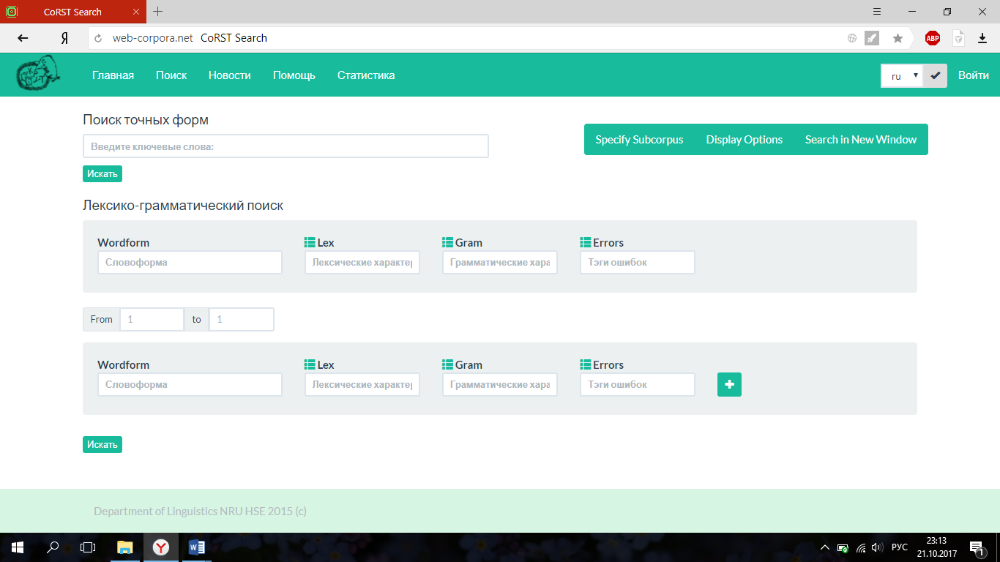 CoRST Search
Я web-corpora.net CoRST Search ABP
Главная Поиск Новости Помощь Статистика ru Войти
Поиск точных форм
Введите ключевые слова:
Specify Subcorpus Display Options Search in New Window
Искать
Лексико-грамматический поиск
Wordform Lex Gram Errors
Словоформа Лексические характер Грамматические хара Тэги ошибок
From 1 to 1
Wordform Lex Gram Errors
Словоформа Лексические характер Грамматические хара Тэги ошибок
Искать
Department of Linguistics NRU HSE 2015 (c)
РУС 23:13
21.10.2017 1